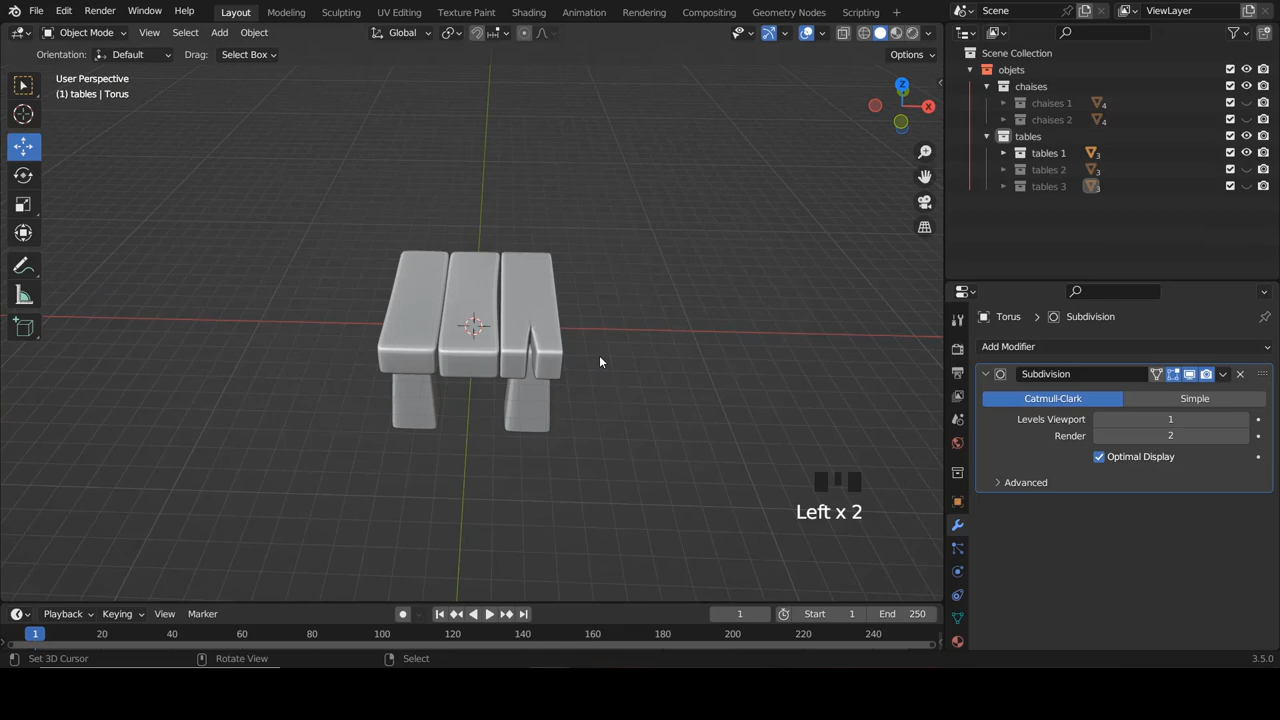 File Edit Render Window Help
Layout Modeling Sculpting UV Editing Texture Paint Shading Animation Rendering Compositing Geometry Nodes Scripting +
Scene
ViewLayer
Object Mode View Select Add Object
Global
Orientation: Default Drag: Select Box
Options
User Perspective
(1) tables | Torus
Z
X
Scene Collection
objets
chaises
chaises 1 4
chaises 2 4
tables
tables 1 3
tables 2 3
tables 3 3
Torus > Subdivision
Add Modifier
Subdivision
Catmull-Clark Simple
Levels Viewport 1
Render 2
Optimal Display
Advanced
Left x 2
Playback Keying View Marker
1 Start 1 End 250
1 20 40 60 80 100 120 140 160 180 200 220 240
Set 3D Cursor Rotate View Select 3.5.0